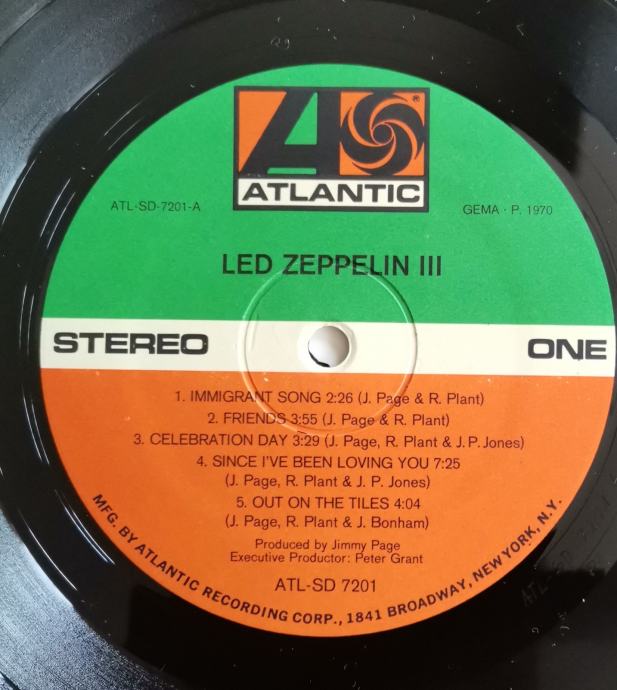 ATLANTIC
ATL-SD-7201-A
GEMA · P. 1970
LED ZEPPELIN III
STEREO
ONE
1. IMMIGRANT SONG 2:26 (J. Page & R. Plant)
2. FRIENDS 3:55 (J. Page & R. Plant)
3. CELEBRATION DAY 3:29 (J. Page, R. Plant & J.P. Jones)
4. SINCE I'VE BEEN LOVING YOU 7:25
(J. Page, R. Plant & J. P. Jones)
5. OUT ON THE TILES 4:04
(J. Page, R. Plant & J. Bonham)
Produced by Jimmy Page
Executive Productor: Peter Grant
ATL-SD 7201
MFG. BY ATLANTIC RECORDING CORP., 1841 BROADWAY, NEW YORK, N.Y.